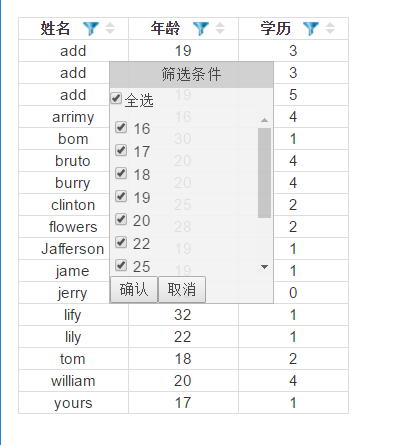 姓名 年龄 学历
add 19 3
add 3
add 19 5
arrimy 16 4
bom 30 1
bruto 20 4
burry 20 4
clinton 25 2
flowers 28 2
Jafferson 19 1
jame 19 1
jerry 0
lify 32 1
lily 22 1
tom 18 2
william 20 4
yours 17 1
筛选条件
全选
16
17
18
19
20
22
25
确认 取消